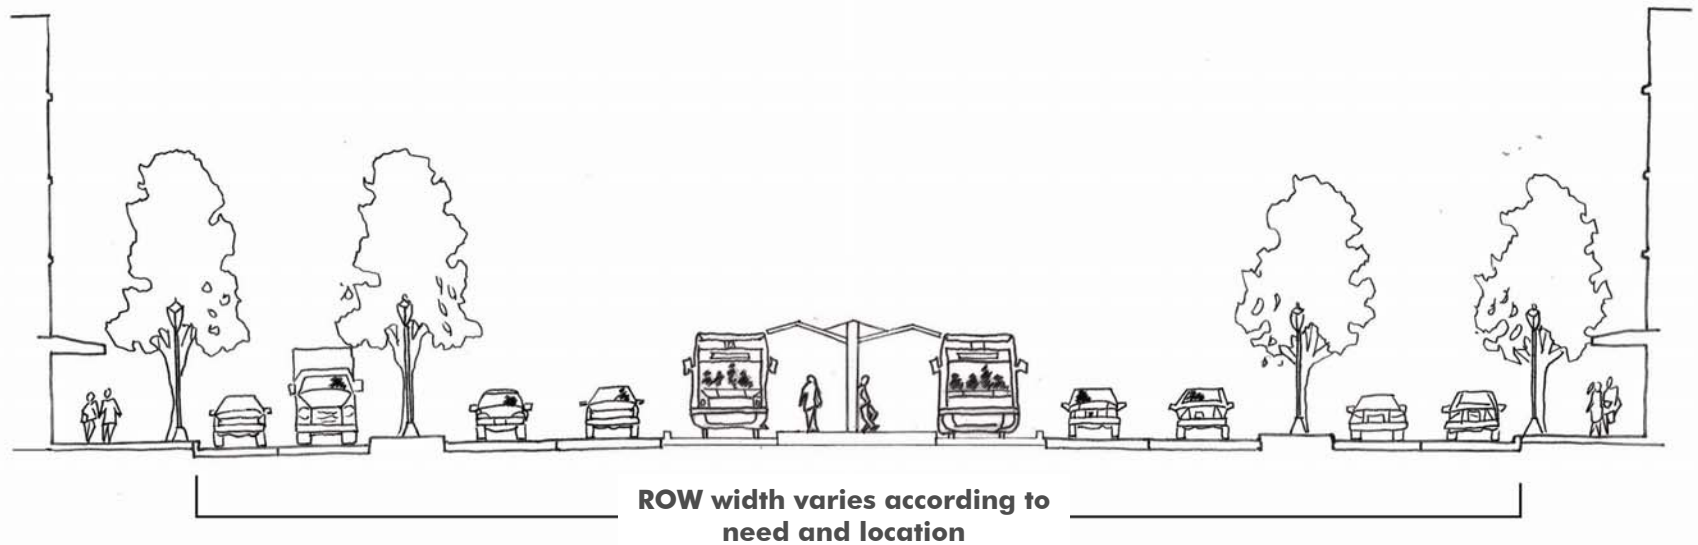 ROW width varies according to
need and location